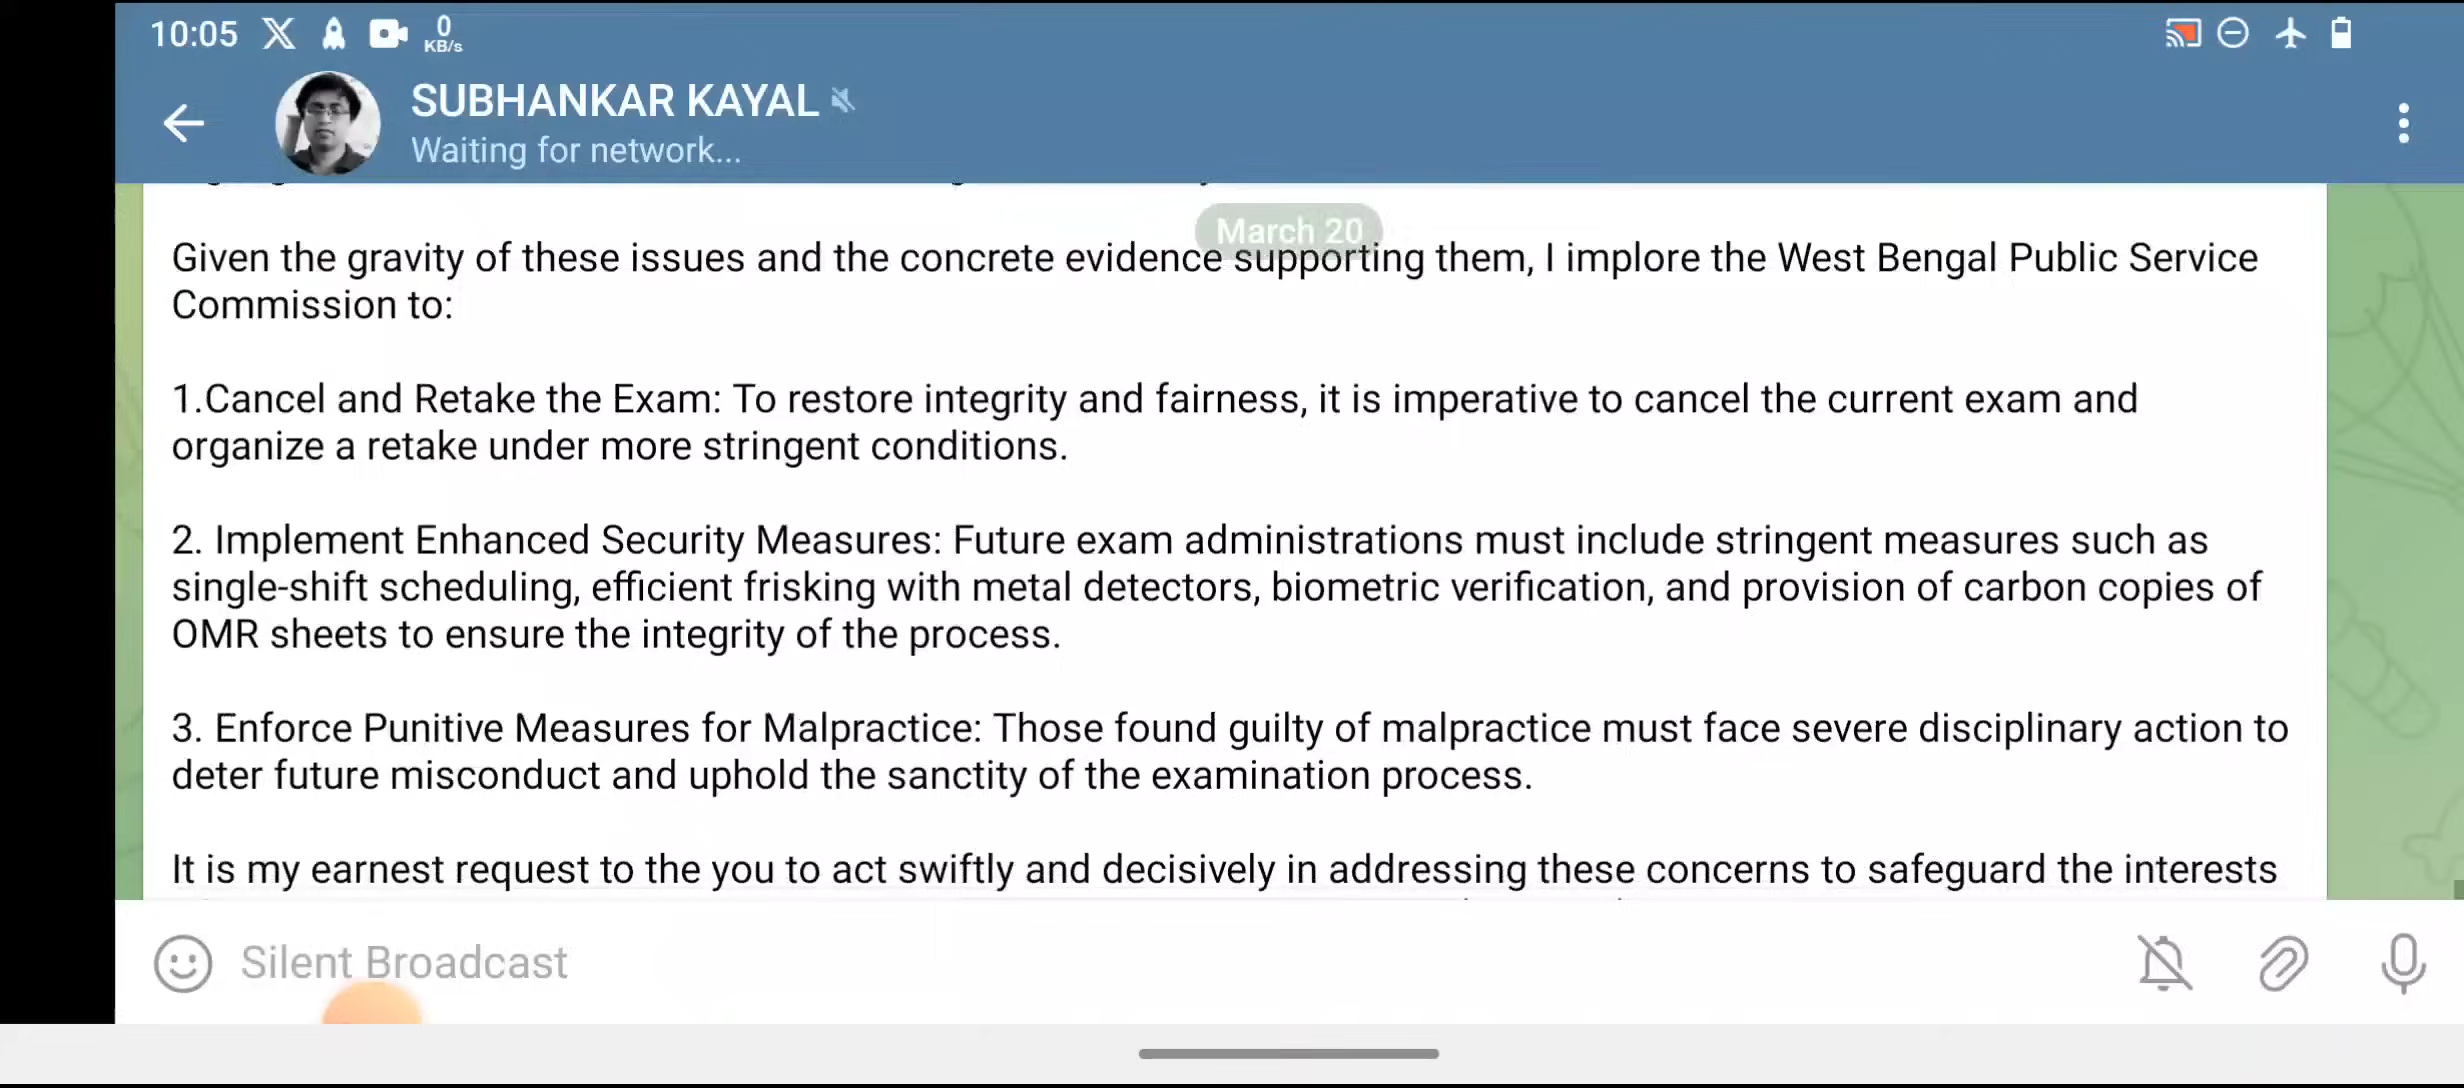 10:05 X 0 KB/s
SUBHANKAR KAYAL
Waiting for network...
March 20
Given the gravity of these issues and the concrete evidence supporting them, I implore the West Bengal Public Service
Commission to:
1.Cancel and Retake the Exam: To restore integrity and fairness, it is imperative to cancel the current exam and
organize a retake under more stringent conditions.
2. Implement Enhanced Security Measures: Future exam administrations must include stringent measures such as
single-shift scheduling, efficient frisking with metal detectors, biometric verification, and provision of carbon copies of
OMR sheets to ensure the integrity of the process.
3. Enforce Punitive Measures for Malpractice: Those found guilty of malpractice must face severe disciplinary action to
deter future misconduct and uphold the sanctity of the examination process.
It is my earnest request to the you to act swiftly and decisively in addressing these concerns to safeguard the interests
Silent Broadcast